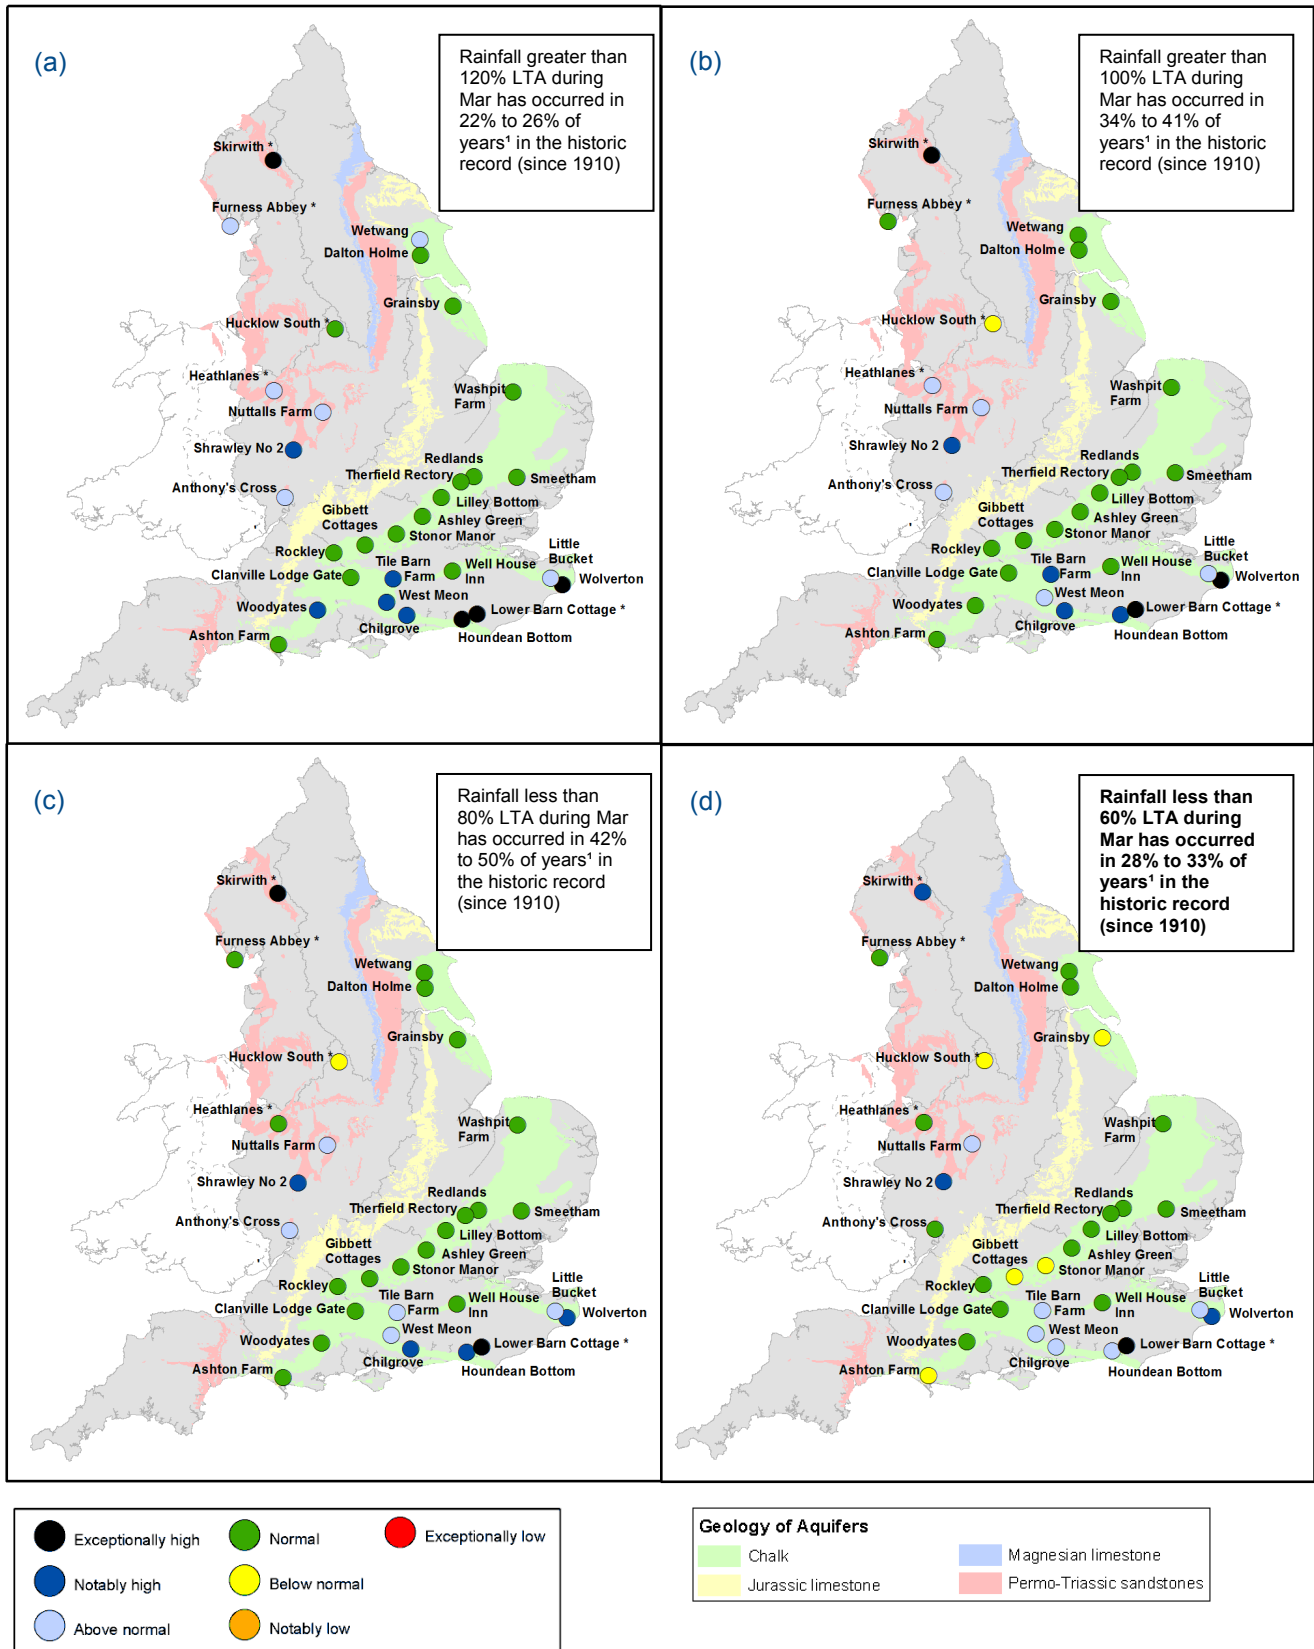 (a)
Rainfall greater than
120% LTA during
Mar has occurred in
22% to 26% of
years¹ in the historic
record (since 1910)
Skirwith *
Furness Abbey *
Wetwang
Dalton Holme
Grainsby
Hucklow South *
Heathlanes *
Nuttalls Farm
Washpit
Farm
Shrawley No 2
Redlands
Therfield Rectory
Smeetham
Anthony's Cross
Lilley Bottom
Gibbett
Cottages
Ashley Green
Stonor Manor
Rockley
Little
Bucket
Tile Barn
Farm
Well House
Inn
Clanville Lodge Gate
Wolverton
West Meon
Woodyates
Lower Barn Cottage *
Chilgrove
Ashton Farm
Houndean Bottom
(b)
Rainfall greater than
100% LTA during
Mar has occurred in
34% to 41% of
years¹ in the historic
record (since 1910)
Skirwith *
Furness Abbey *
Wetwang
Dalton Holme
Grainsby
Hucklow South *
Heathlanes *
Nuttalls Farm
Washpit
Farm
Shrawley No 2
Redlands
Therfield Rectory
Smeetham
Anthony's Cross
Lilley Bottom
Gibbett
Cottages
Ashley Green
Stonor Manor
Rockley
Little
Bucket
Tile Barn
Farm
Well House
Inn
Clanville Lodge Gate
Wolverton
West Meon
Woodyates
Lower Barn Cottage *
Chilgrove
Ashton Farm
Houndean Bottom
(c)
Rainfall less than
80% LTA during Mar
has occurred in 42%
to 50% of years¹ in
the historic record
(since 1910)
Skirwith *
Furness Abbey *
Wetwang
Dalton Holme
Grainsby
Hucklow South *
Heathlanes *
Nuttalls Farm
Washpit
Farm
Shrawley No 2
Redlands
Therfield Rectory
Smeetham
Anthony's Cross
Lilley Bottom
Gibbett
Cottages
Ashley Green
Stonor Manor
Rockley
Little
Bucket
Tile Barn
Farm
Well House
Inn
Clanville Lodge Gate
Wolverton
West Meon
Woodyates
Lower Barn Cottage *
Chilgrove
Ashton Farm
Houndean Bottom
(d)
Rainfall less than
60% LTA during
Mar has occurred
in 28% to 33% of
years¹ in the
historic record
(since 1910)
Skirwith *
Furness Abbey *
Wetwang
Dalton Holme
Grainsby
Hucklow South *
Heathlanes *
Nuttalls Farm
Washpit
Farm
Shrawley No 2
Redlands
Therfield Rectory
Smeetham
Anthony's Cross
Lilley Bottom
Gibbett
Cottages
Ashley Green
Stonor Manor
Rockley
Little
Bucket
Tile Barn
Farm
Well House
Inn
Clanville Lodge Gate
Wolverton
West Meon
Woodyates
Lower Barn Cottage *
Chilgrove
Ashton Farm
Houndean Bottom
Exceptionally high
Normal
Exceptionally low
Notably high
Below normal
Above normal
Notably low
Geology of Aquifers
Chalk
Magnesian limestone
Jurassic limestone
Permo-Triassic sandstones